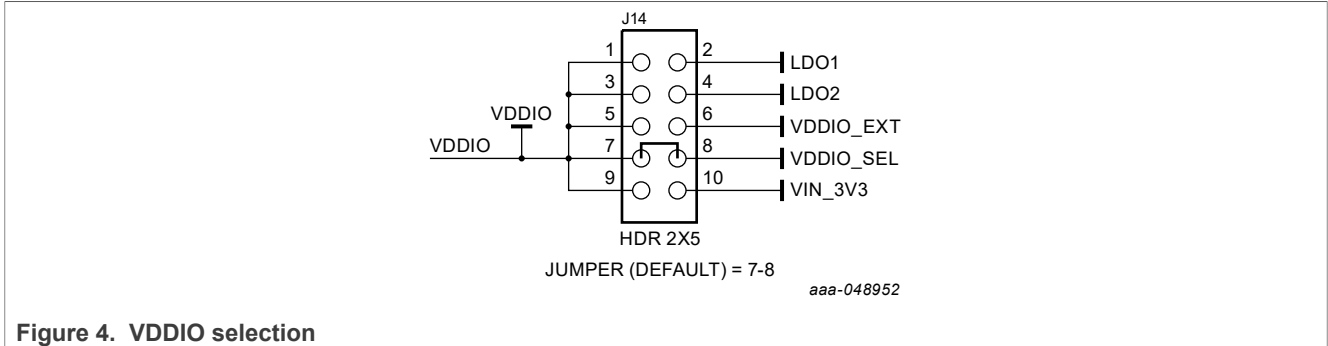 J14
1 2 LDO1
3 4 LDO2
VDDIO 5 6 VDDIO_EXT
VDDIO 7 8 VDDIO_SEL
9 10 VIN_3V3
HDR 2X5
JUMPER (DEFAULT) = 7-8
aaa-048952
Figure 4. VDDIO selection